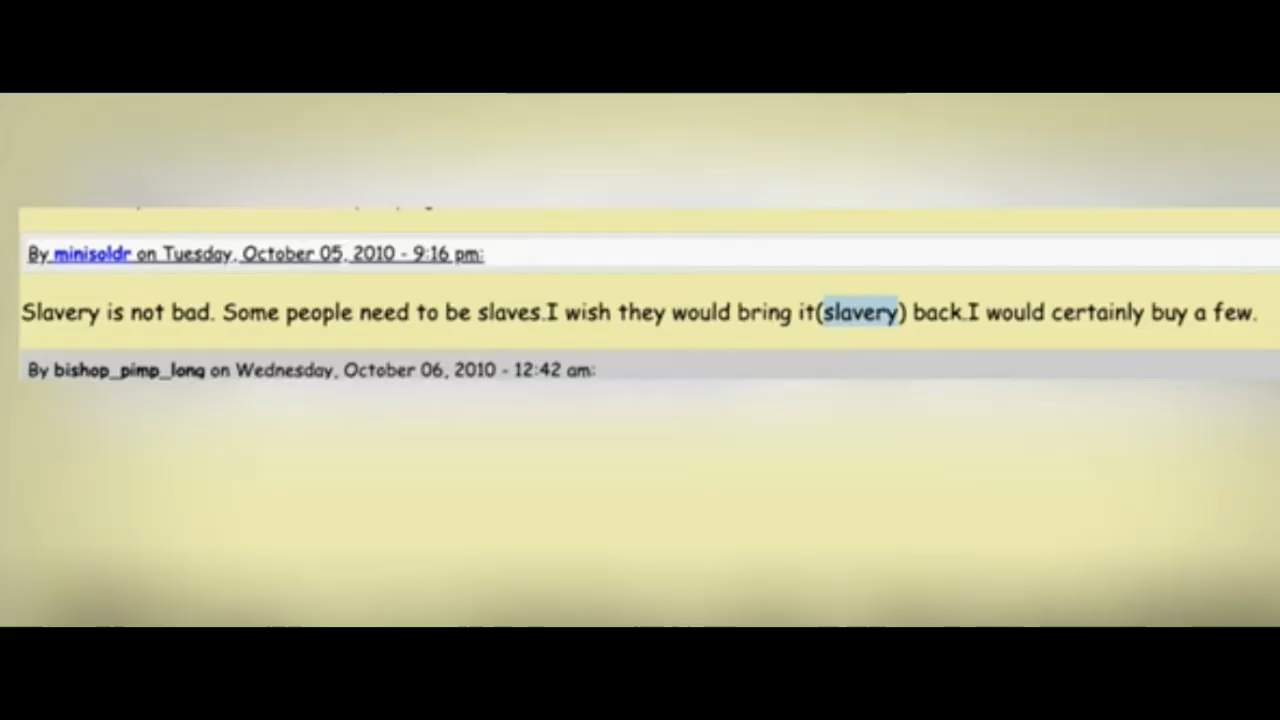 By minisoldr on Tuesday, October 05, 2010 - 9:16 pm:
Slavery is not bad. Some people need to be slaves.I wish they would bring it(slavery) back.I would certainly buy a few.
By bishop_pimp_long on Wednesday, October 06, 2010 - 12:42 am: